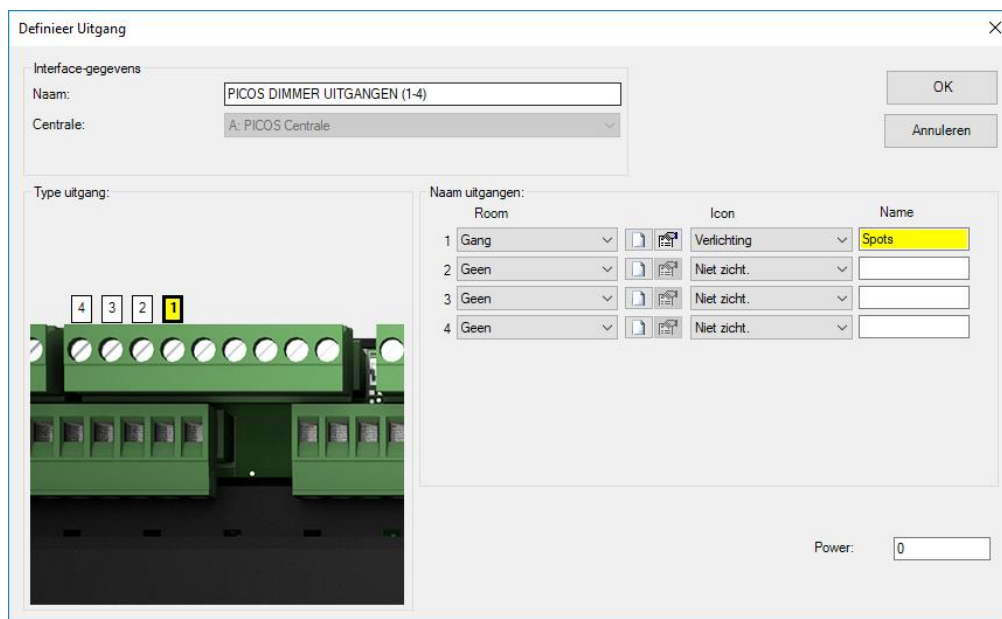 Definieer Uitgang
Interface-gegevens
Naam: PICOS DIMMER UITGANGEN (1-4)
OK
Centrale: A: PICOS Centrale
Annuleren
Type uitgang:
Naam uitgangen:
Room Icon Name
1 Gang Verlichting Spots
2 Geen Niet zicht.
3 Geen Niet zicht.
4 Geen Niet zicht.
4 3 2 1
Power: 0